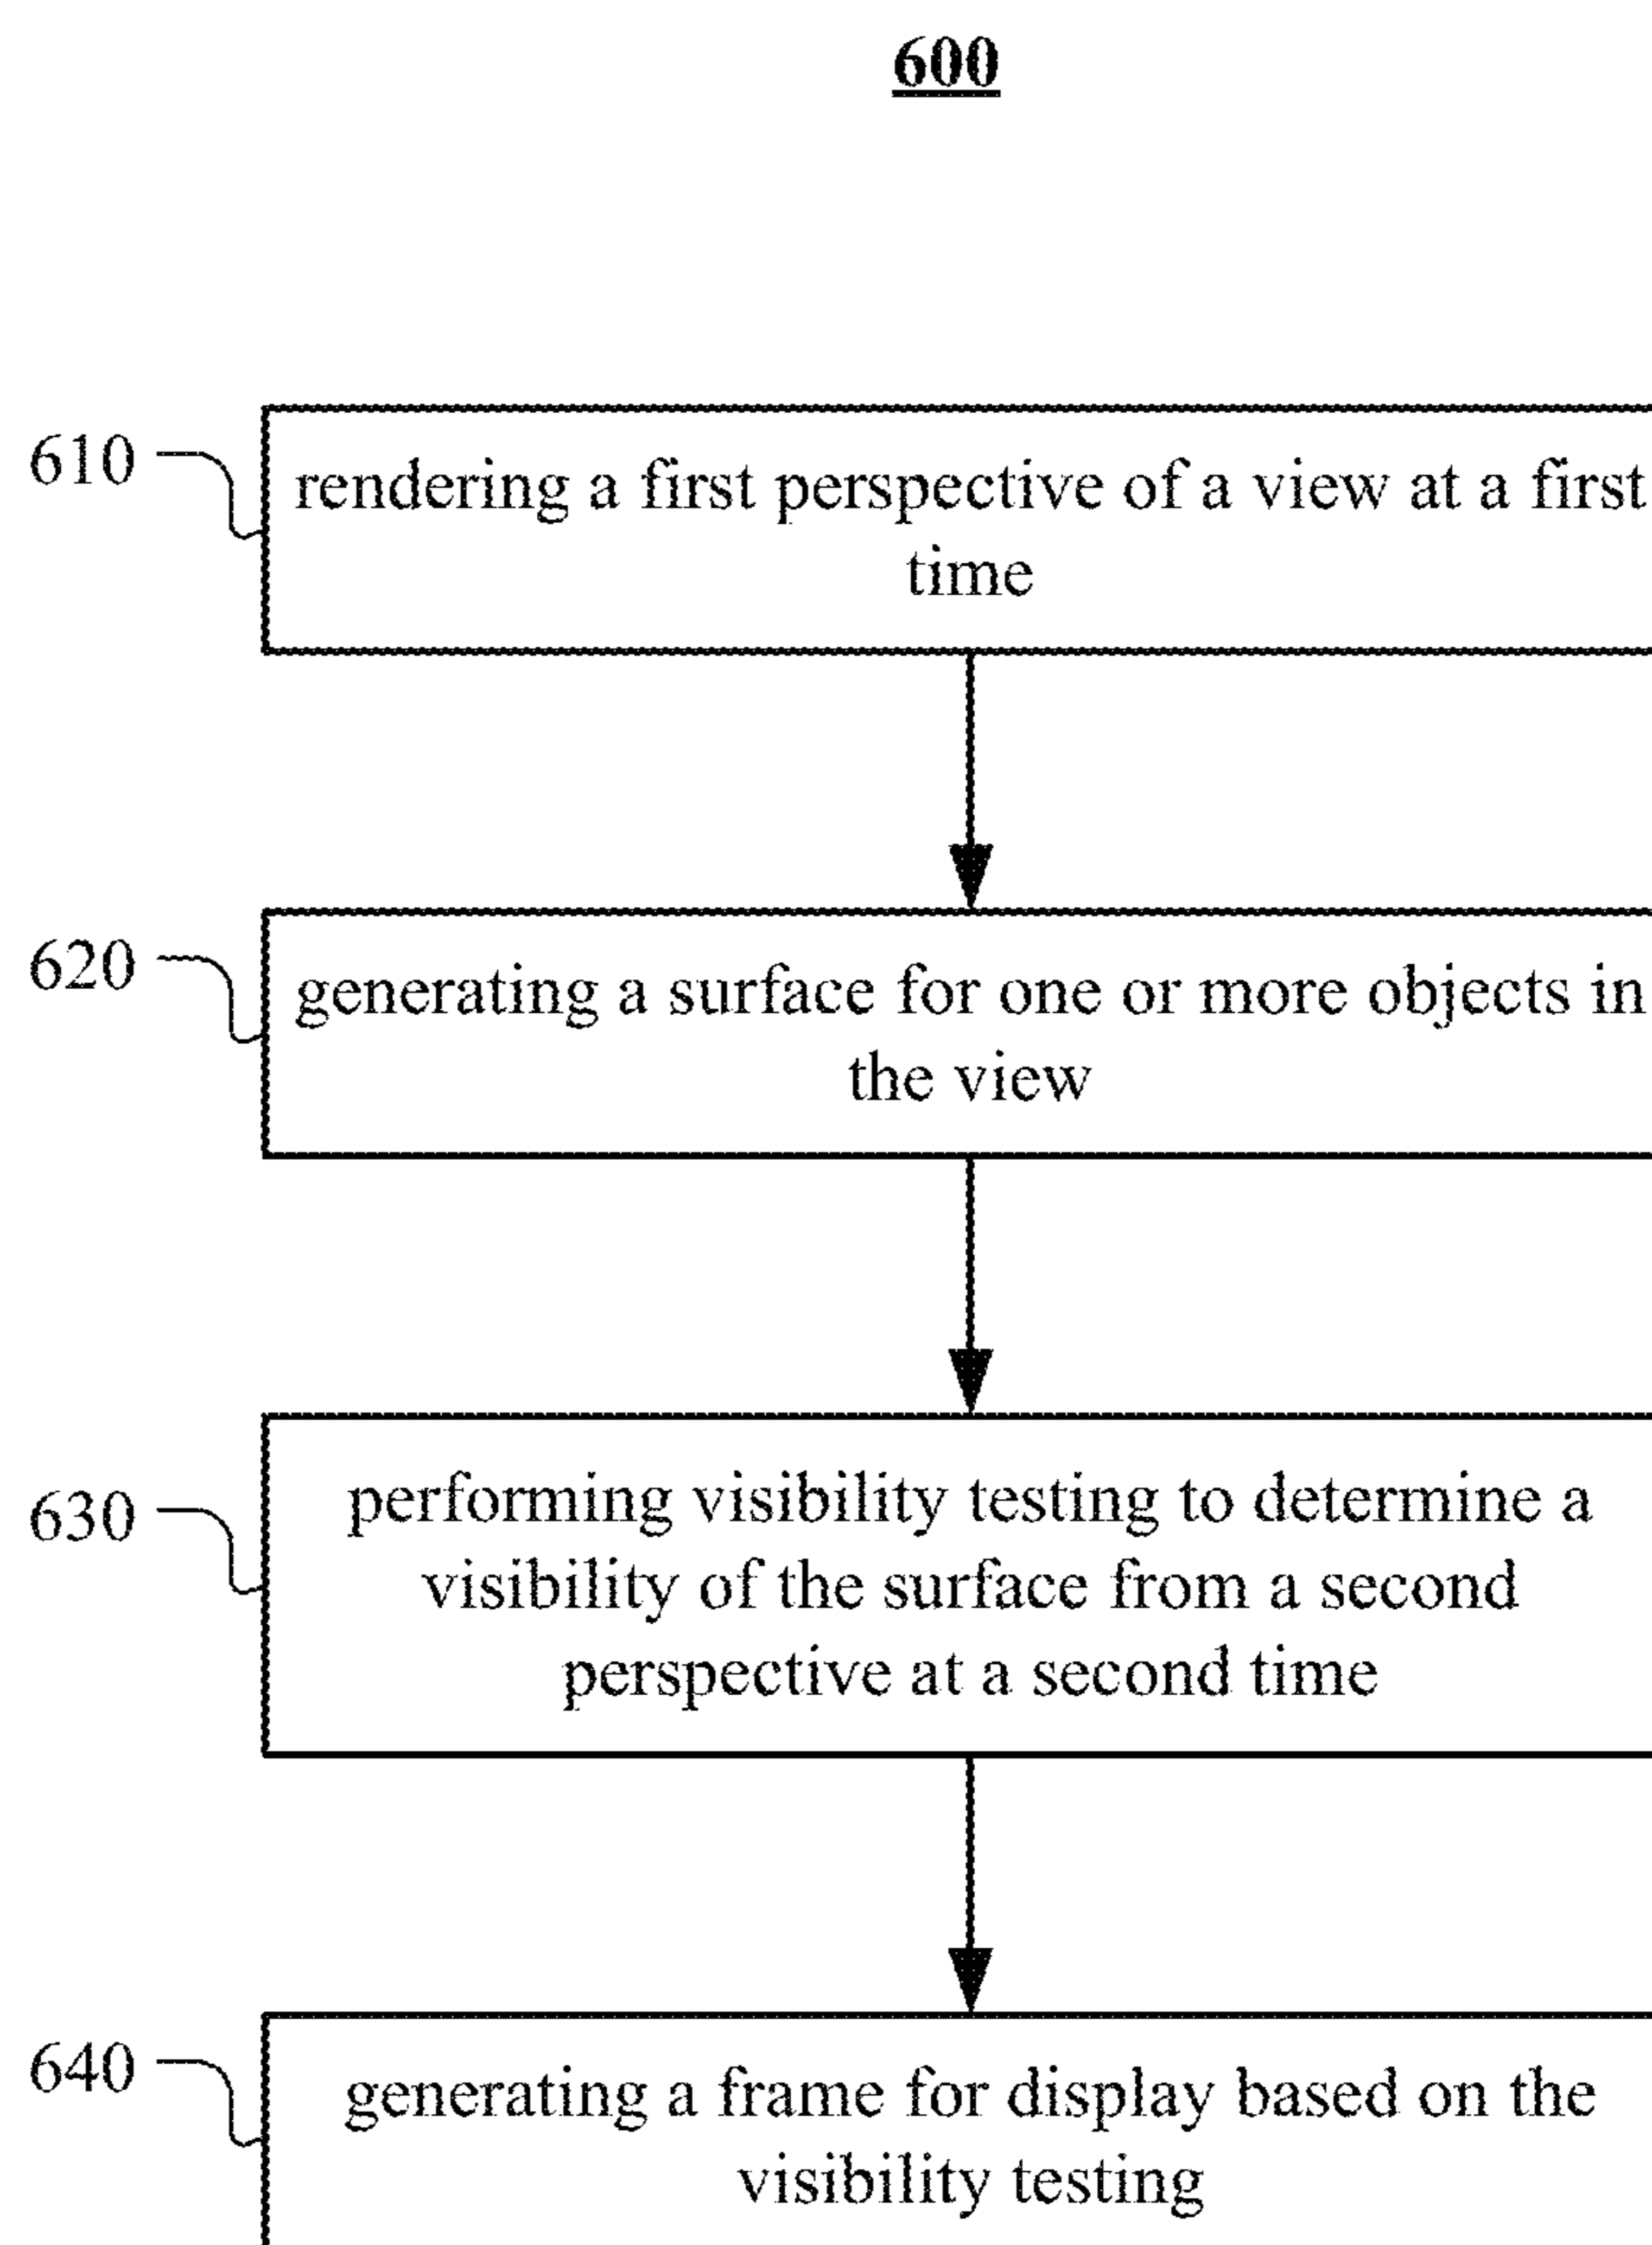 600
610
rendering a first perspective of a view at a first
time
620
generating a surface for one or more objects in
the view
630
performing visibility testing to determine a
visibility of the surface from a second
perspective at a second time
640
generating a frame for display based on the
visibility testing